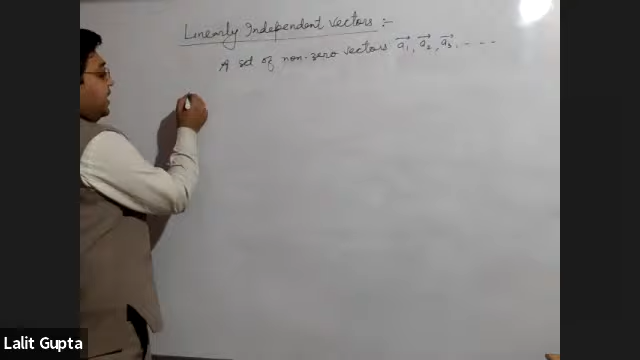 Linearly Independent vectors :-
A set of non-zero vectors a₁⃗, a₂⃗, a₃⃗, - - - -
Lalit Gupta